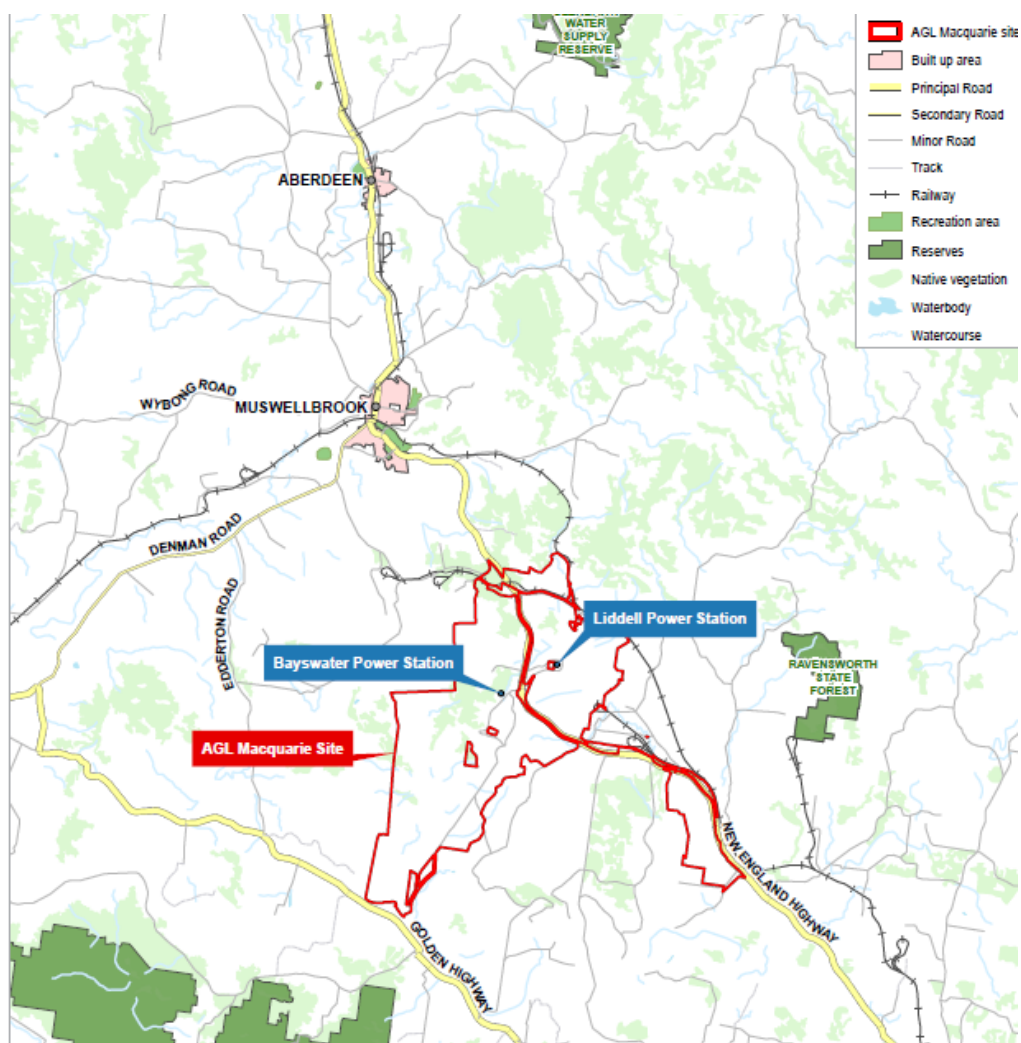 WATER
SUPPLY
RESERVE
AGL Macquarie site
Built up area
Principal Road
Secondary Road
Minor Road
Track
Railway
Recreation area
Reserves
Native vegetation
Waterbody
Watercourse
ABERDEEN
WYBONG ROAD
MUSWELLBROOK
DENMAN ROAD
EDDERTON ROAD
Liddell Power Station
Bayswater Power Station
RAVENSWORTH
STATE
FOREST
AGL Macquarie Site
NEW ENGLAND HIGHWAY
GOLDEN HIGHWAY